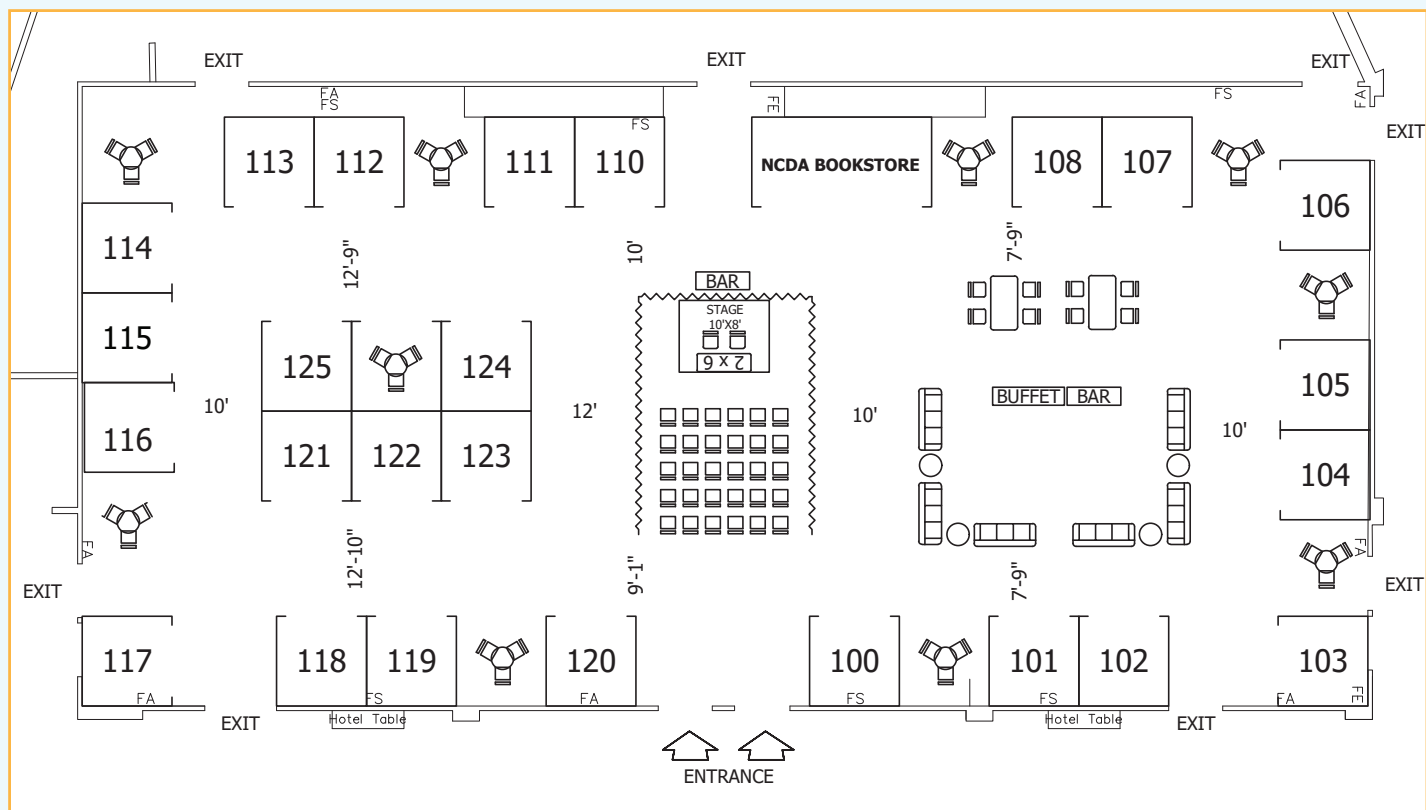 EXIT
EXIT
EXIT
FA
FS
FE
FS
FA
FS
EXIT
113
112
111
110
NCDA BOOKSTORE
108
107
106
114
12'-9"
10'
7'-9"
BAR
STAGE
10'X8'
2 x 6
115
125
124
105
BUFFET
BAR
10'
12'
10'
10'
116
121
122
123
104
FA
12'-10"
9'-1"
7'-9"
FA
EXIT
EXIT
117
118
119
120
100
101
102
103
FA
FS
FA
FS
FS
FA
FE
EXIT
Hotel Table
Hotel Table
EXIT
ENTRANCE